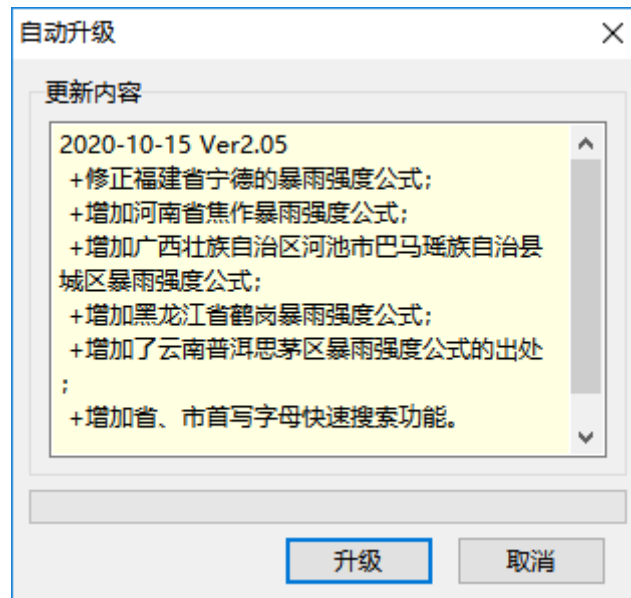 自动升级
更新内容
2020-10-15 Ver2.05
+修正福建省宁德的暴雨强度公式;
+增加河南省焦作暴雨强度公式;
+增加广西壮族自治区河池市巴马瑶族自治县
城区暴雨强度公式;
+增加黑龙江省鹤岗暴雨强度公式;
+增加了云南普洱思茅区暴雨强度公式的出处
;
+增加省、市首写字母快速搜索功能。
升级 取消